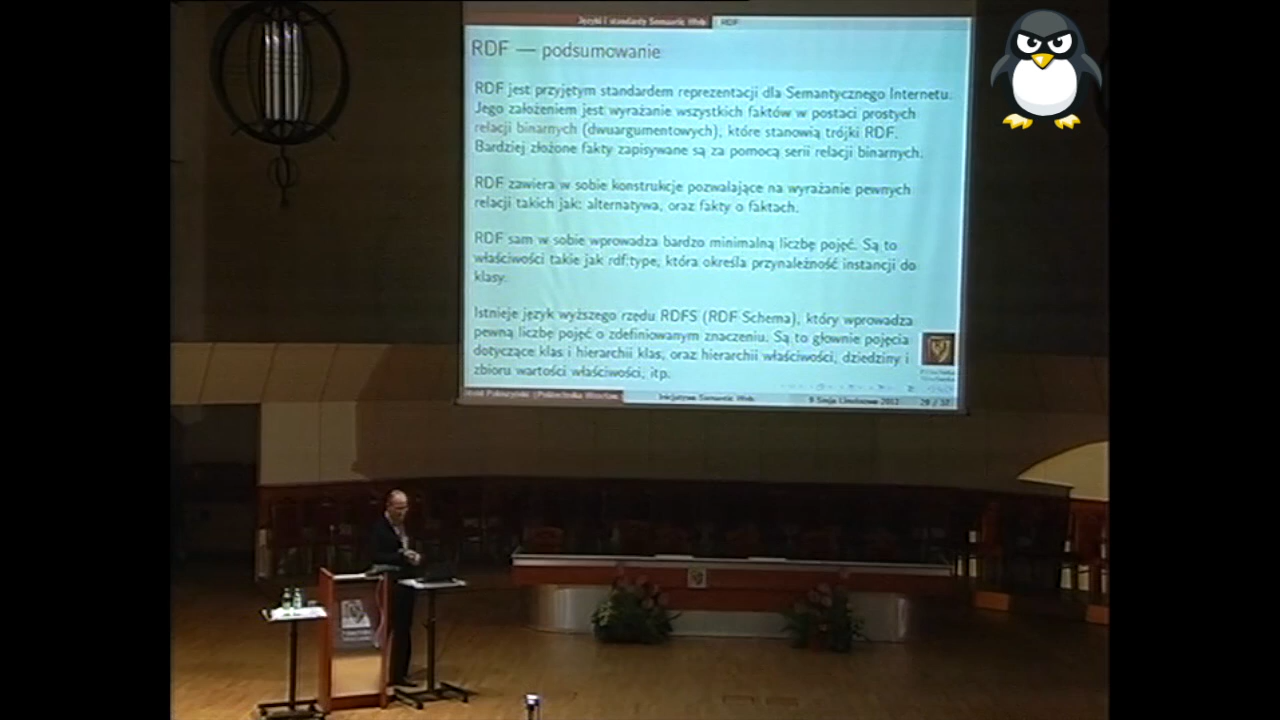 Języki i standardy Semantic Web RDF
RDF — podsumowanie
RDF jest przyjętym standardem reprezentacji dla Semantycznego Internetu.
Jego założeniem jest wyrażanie wszystkich faktów w postaci prostych
relacji binarnych (dwuargumentowych), które stanowią trójki RDF.
Bardziej złożone fakty zapisywane są za pomocą serii relacji binarnych.
RDF zawiera w sobie konstrukcje pozwalające na wyrażanie pewnych
relacji takich jak: alternatywa, oraz fakty o faktach.
RDF sam w sobie wprowadza bardzo minimalną liczbę pojęć. Są to
właściwości takie jak rdf:type, która określa przynależność instancji do
klasy.
Istnieje język wyższego rzędu RDFS (RDF Schema), który wprowadza
pewną liczbę pojęć o zdefiniowanym znaczeniu. Są to głownie pojęcia
dotyczące klas i hierarchii klas, oraz hierarchii właściwości, dziedziny i
zbioru wartości właściwości, itp.
Inicjatywa Semantic Web